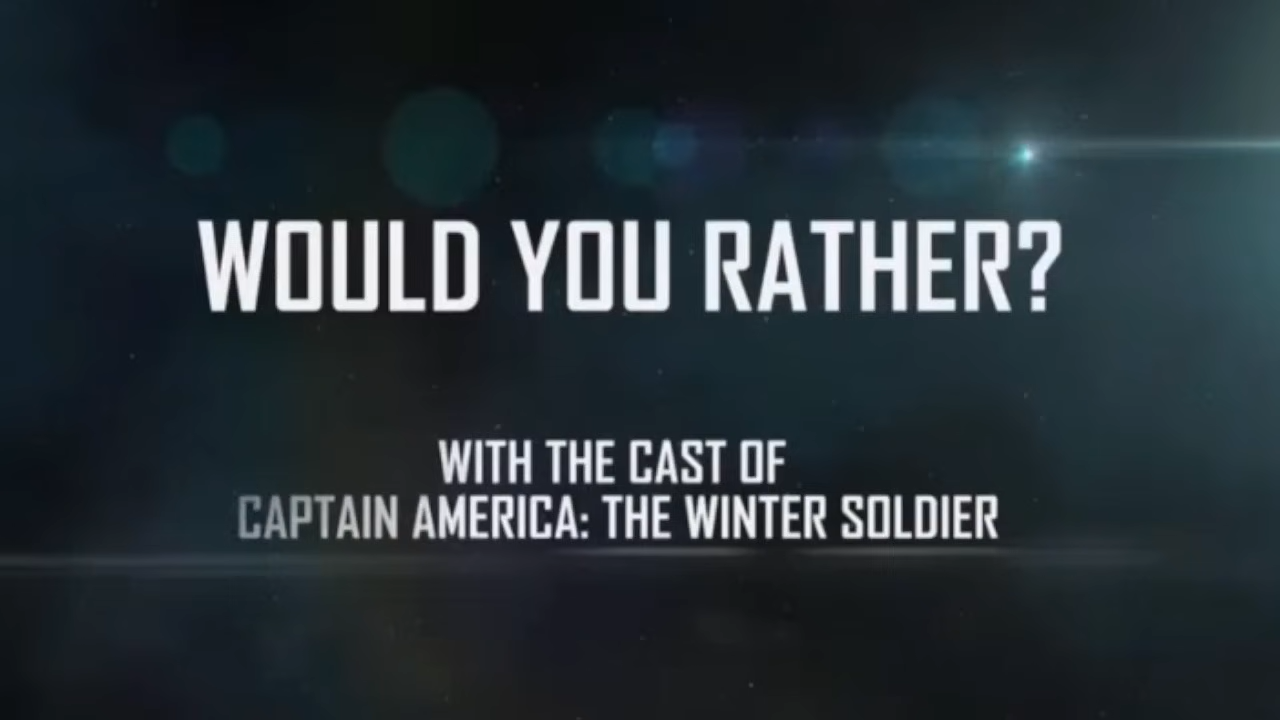 WOULD YOU RATHER?
WITH THE CAST OF
CAPTAIN AMERICA: THE WINTER SOLDIER